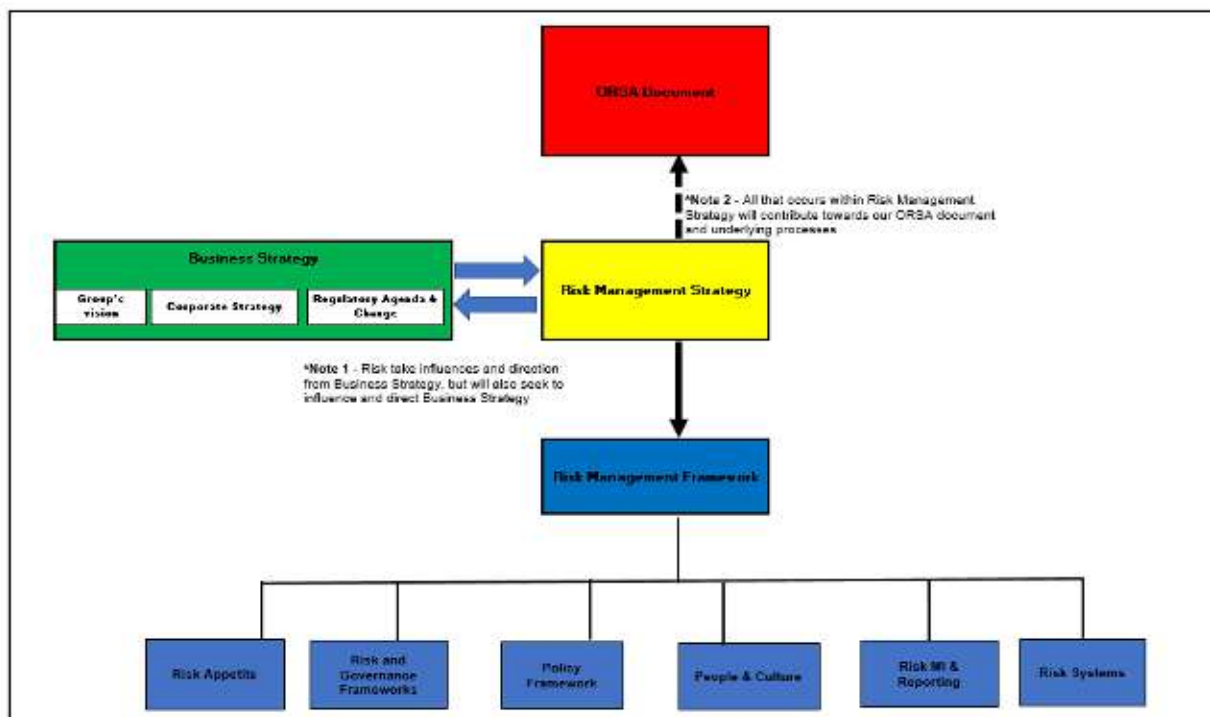 ORSA Document
*Note 2 - All that occurs within Risk Management
Strategy will contribute towards our ORSA document
and underlying processes
Business Strategy
Group's
vision
Corporate Strategy
Regulatory Agenda &
Change
Risk Management Strategy
*Note 1 - Risk take influences and direction
from Business Strategy, but will also seek to
influence and direct Business Strategy
Risk Management Framework
Risk Appetite
Risk and
Governance
Frameworks
Policy
Framework
People & Culture
Risk MI &
Reporting
Risk Systems